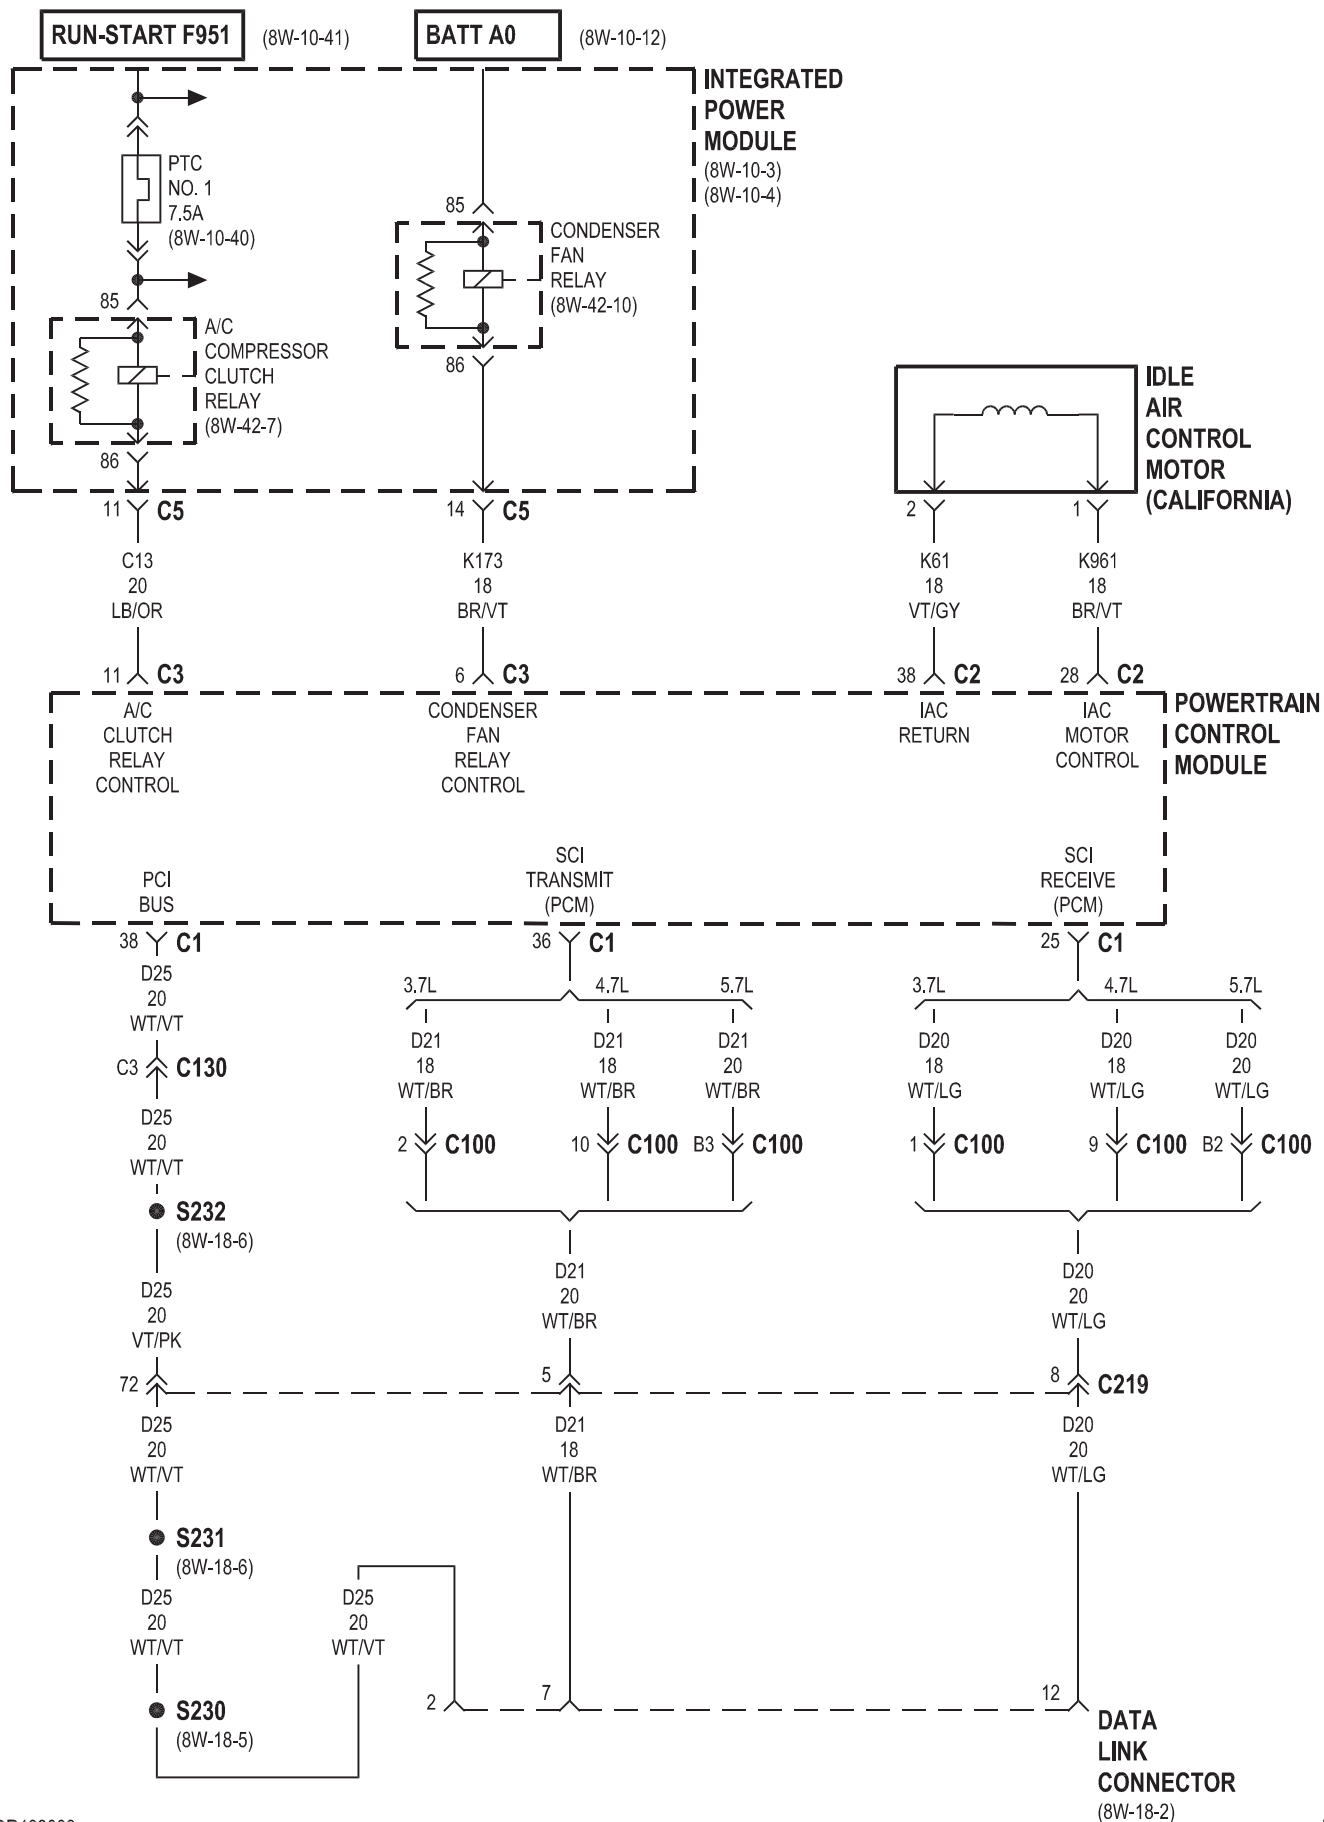 RUN-START F951 (8W-10-41)
BATT A0 (8W-10-12)
INTEGRATED
POWER
MODULE
(8W-10-3)
(8W-10-4)
PTC
NO. 1
7.5A
(8W-10-40)
85
A/C
COMPRESSOR
CLUTCH
RELAY
(8W-42-7)
86
11 C5
85
CONDENSER
FAN
RELAY
(8W-42-10)
86
14 C5
IDLE
AIR
CONTROL
MOTOR
(CALIFORNIA)
2
1
C13
20
LB/OR
K173
18
BR/VT
K61
18
VT/GY
K961
18
BR/VT
11 C3
6 C3
38 C2
28 C2
A/C
CLUTCH
RELAY
CONTROL
CONDENSER
FAN
RELAY
CONTROL
IAC
RETURN
IAC
MOTOR
CONTROL
POWERTRAIN
CONTROL
MODULE
PCI
BUS
SCI
TRANSMIT
(PCM)
SCI
RECEIVE
(PCM)
38 C1
36 C1
25 C1
D25
20
WT/VT
C3 C130
D25
20
WT/VT
S232
(8W-18-6)
D25
20
VT/PK
72
D25
20
WT/VT
S231
(8W-18-6)
D25
20
WT/VT
S230
(8W-18-5)
D25
20
WT/VT
2
3.7L 4.7L 5.7L
D21 D21 D21
18 18 20
WT/BR WT/BR WT/BR
2 C100 10 C100 B3 C100
D21
20
WT/BR
5
D21
18
WT/BR
7
3.7L 4.7L 5.7L
D20 D20 D20
18 18 20
WT/LG WT/LG WT/LG
1 C100 9 C100 B2 C100
D20
20
WT/LG
8 C219
D20
20
WT/LG
12
DATA
LINK
CONNECTOR
(8W-18-2)